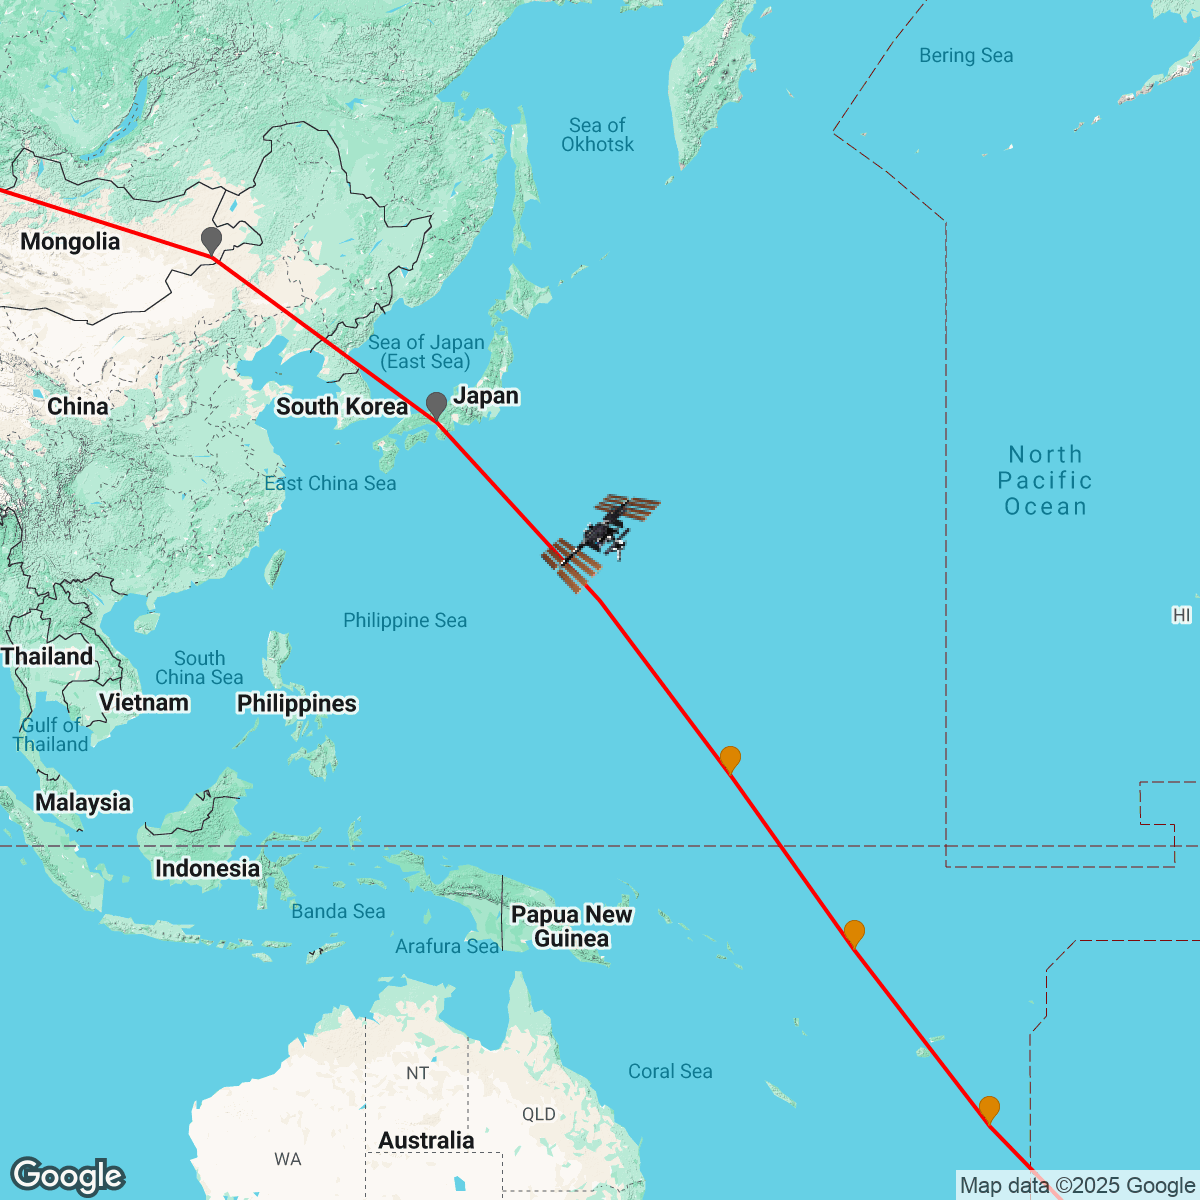 Bering Sea
Sea of
Okhotsk
Mongolia
Sea of Japan
(East Sea)
Japan
South Korea
China
North
Pacific
Ocean
East China Sea
HI
Philippine Sea
Thailand
South
China Sea
Vietnam
Philippines
Gulf of
Thailand
Malaysia
Indonesia
Banda Sea
Papua New
Guinea
Arafura Sea
Coral Sea
NT
QLD
Australia
WA
Google
Map data ©2025 Google